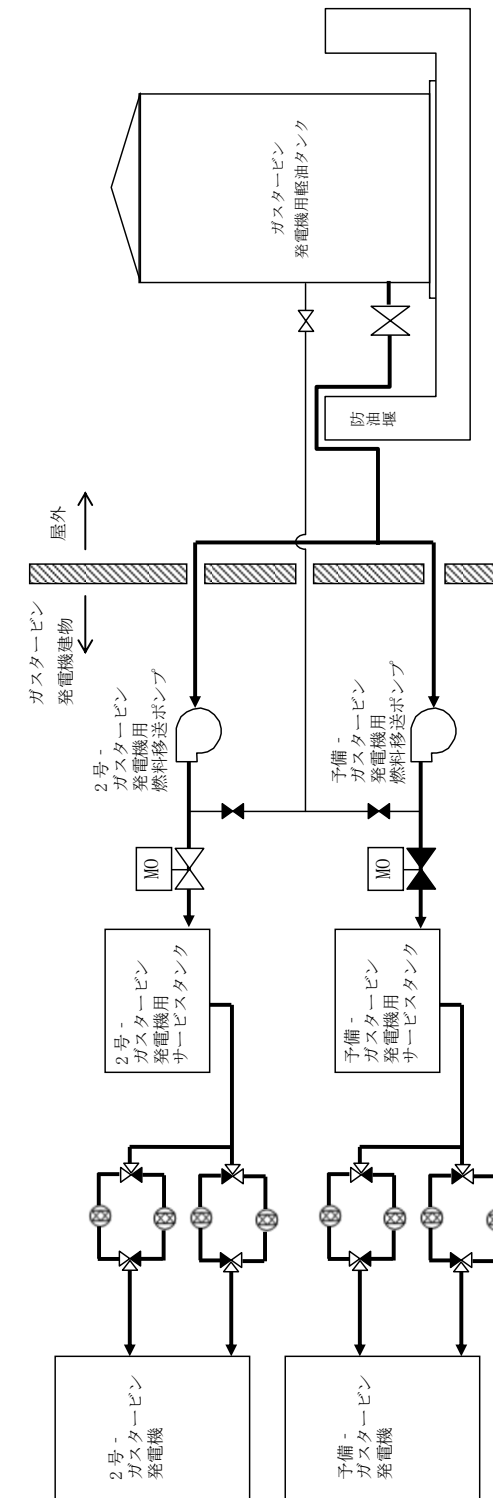 ガスタービン
発電機用軽油タンク
防油堰
屋外
ガスタービン
発電機建物
2号-
ガスタービン
発電機用
燃料移送ポンプ
予備-
ガスタービン
発電機用
燃料移送ポンプ
MO
MO
2号-
ガスタービン
発電機用
サービスタンク
予備-
ガスタービン
発電機用
サービスタンク
2号-
ガスタービン
発電機
予備-
ガスタービン
発電機